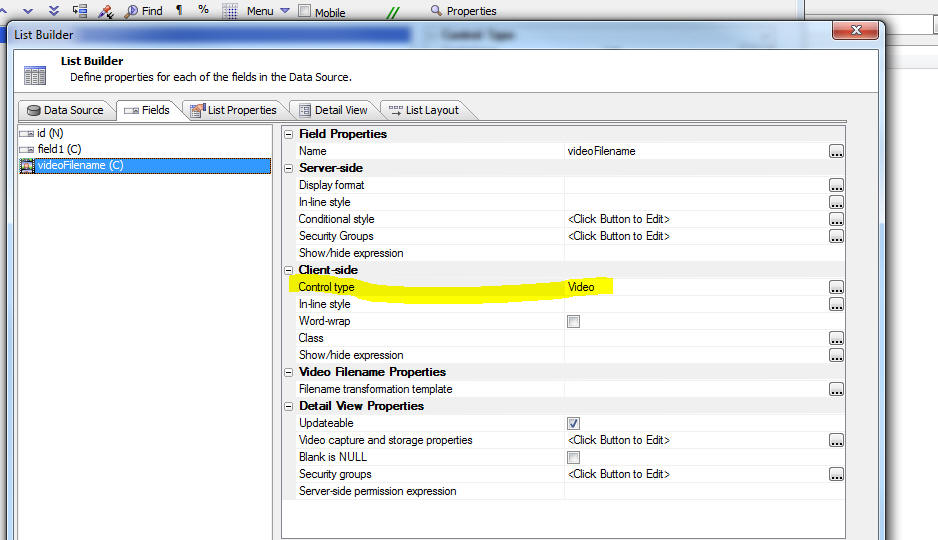 Find ¶ % Menu Mobile // Properties
List Builder
List Builder
Define properties for each of the fields in the Data Source.
Data Source Fields List Properties Detail View List Layout
id (N)
field1 (C)
videoFilename (C)
Field Properties
Name videoFilename ...
Server-side
Display format ...
In-line style ...
Conditional style <Click Button to Edit> ...
Security Groups <Click Button to Edit> ...
Show/hide expression
Client-side
Control type Video ...
In-line style ...
Word-wrap
Class ...
Show/hide expression ...
Video Filename Properties
Filename transformation template ...
Detail View Properties
Updateable
Video capture and storage properties <Click Button to Edit> ...
Blank is NULL
Security groups <Click Button to Edit> ...
Server-side permission expression